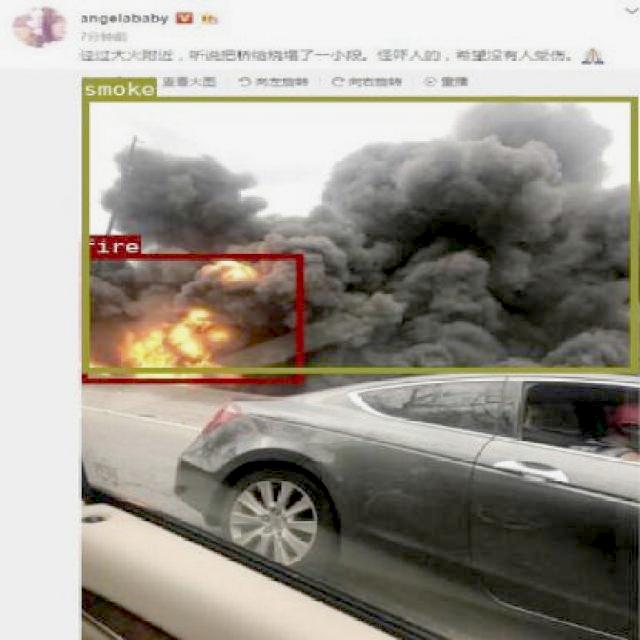 angelababy
7分钟前
经过大火附近，听说把桥给烧塌了一小段。怪吓人的，希望没有人受伤。
查看大图 向左旋转 向右旋转
smoke
fire